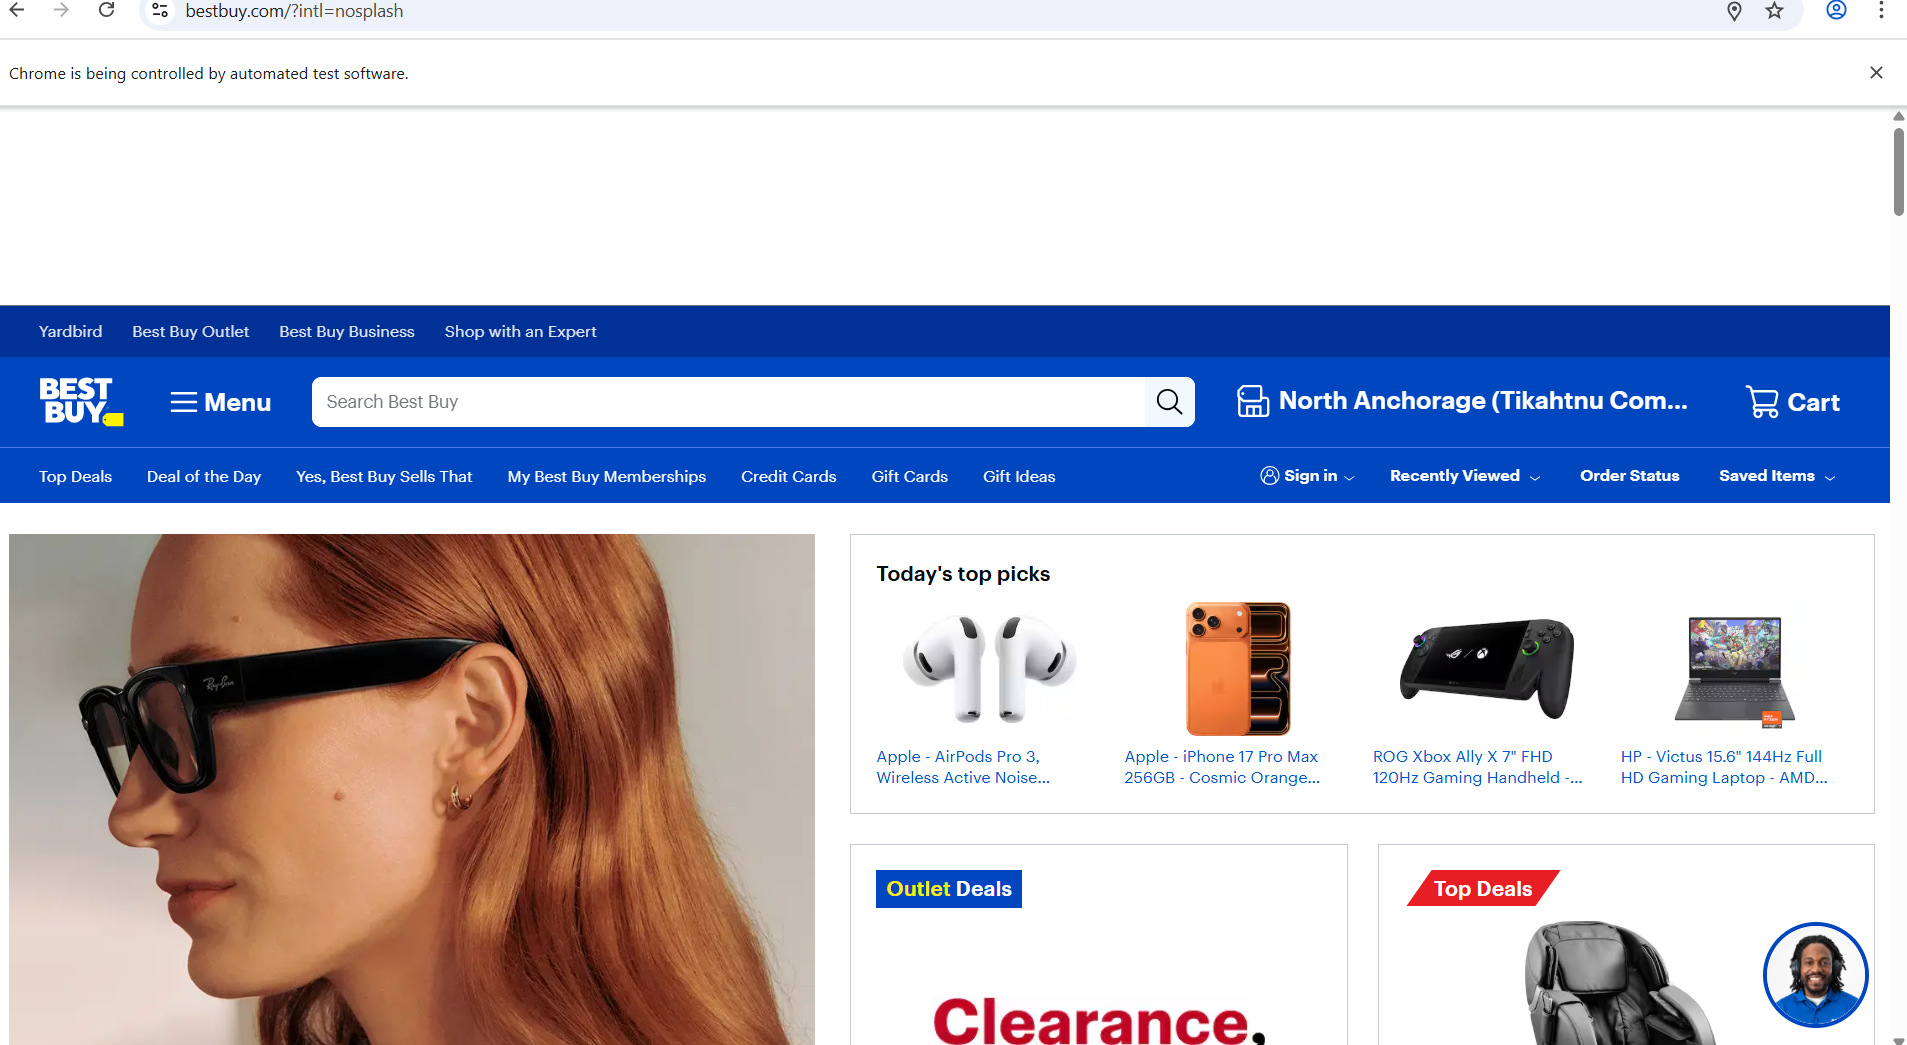 bestbuy.com/?intl=nosplash
Chrome is being controlled by automated test software.
Yardbird Best Buy Outlet Best Buy Business Shop with an Expert
BEST
BUY
Menu
Search Best Buy
North Anchorage (Tikahtnu Com...
Cart
Top Deals Deal of the Day Yes, Best Buy Sells That My Best Buy Memberships Credit Cards Gift Cards Gift Ideas
Sign in Recently Viewed Order Status Saved Items
Ray-Ban
Today's top picks
Apple - AirPods Pro 3,
Wireless Active Noise...
Apple - iPhone 17 Pro Max
256GB - Cosmic Orange...
ROG Xbox Ally X 7" FHD
120Hz Gaming Handheld -...
HP - Victus 15.6" 144Hz Full
HD Gaming Laptop - AMD...
Outlet Deals
Clearance,
Top Deals